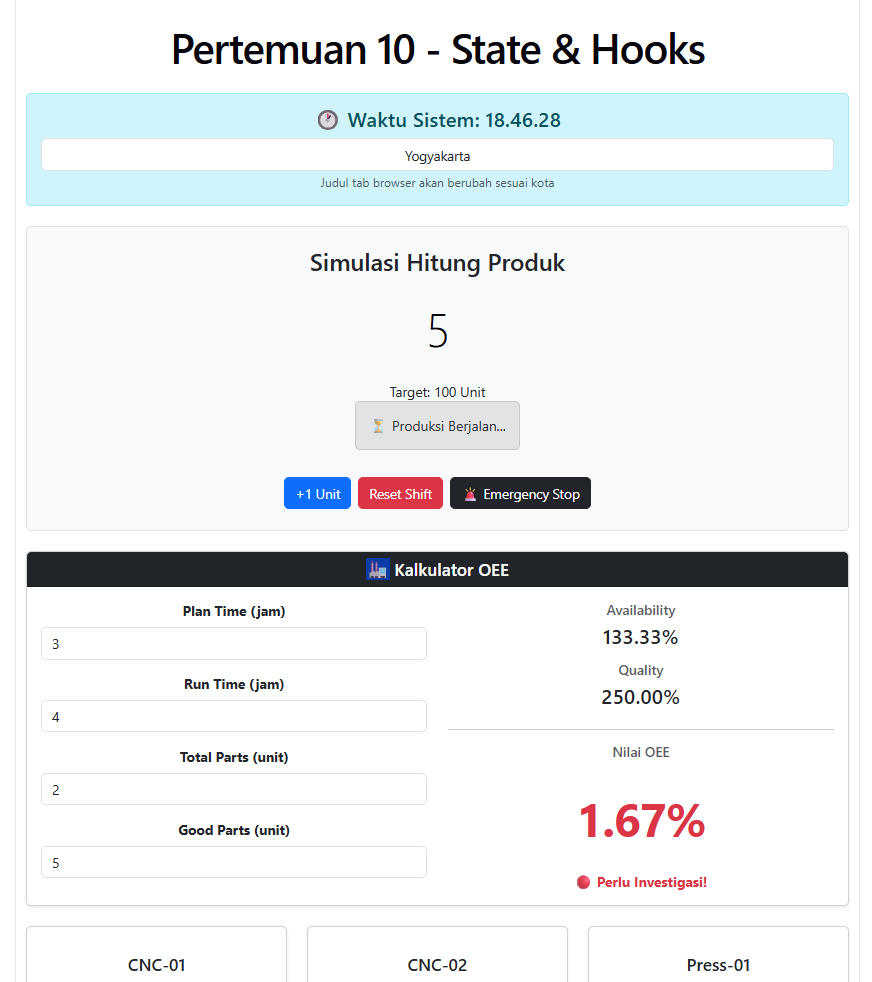 Pertemuan 10 - State & Hooks
🕐 Waktu Sistem: 18.46.28
Yogyakarta
Judul tab browser akan berubah sesuai kota
Simulasi Hitung Produk
5
Target: 100 Unit
⏳ Produksi Berjalan...
+1 Unit
Reset Shift
🚨 Emergency Stop
🏭 Kalkulator OEE
Plan Time (jam)
3
Run Time (jam)
4
Total Parts (unit)
2
Good Parts (unit)
5
Availability
133.33%
Quality
250.00%
Nilai OEE
1.67%
🔴 Perlu Investigasi!
CNC-01
CNC-02
Press-01